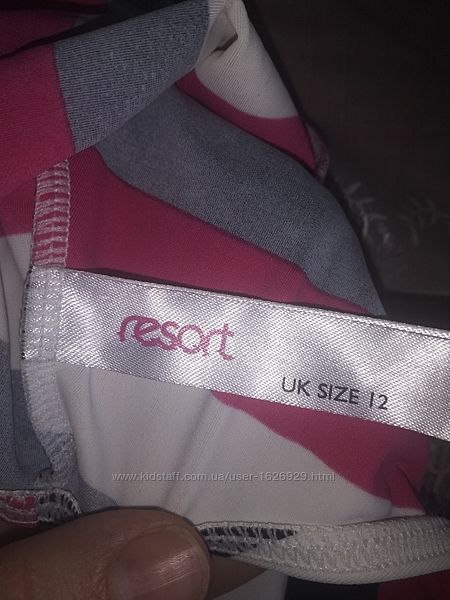 resort
UK SIZE 12
www.kidstaff.com.ua/user-1626929.html